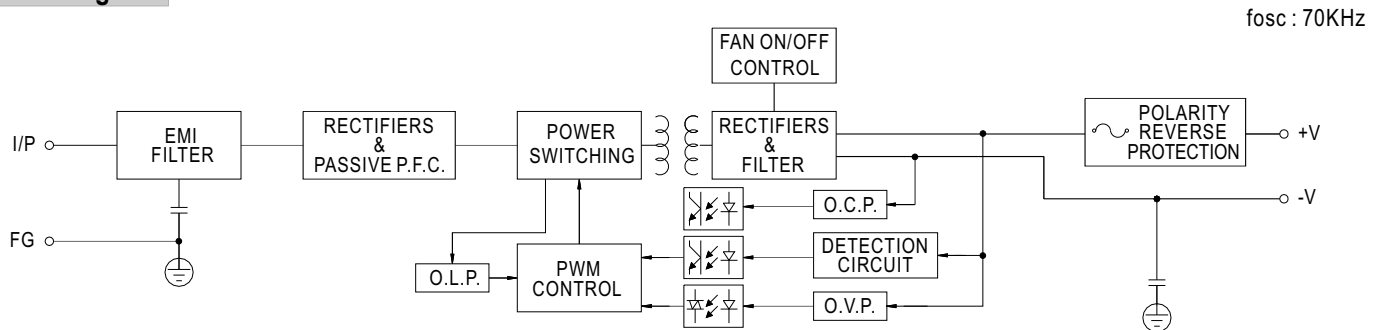 fosc : 70KHz
FAN ON/OFF
CONTROL
I/P
EMI
FILTER
RECTIFIERS
&
PASSIVE P.F.C.
POWER
SWITCHING
RECTIFIERS
&
FILTER
POLARITY
REVERSE
PROTECTION
+V
-V
O.C.P.
FG
DETECTION
CIRCUIT
O.L.P.
PWM
CONTROL
O.V.P.